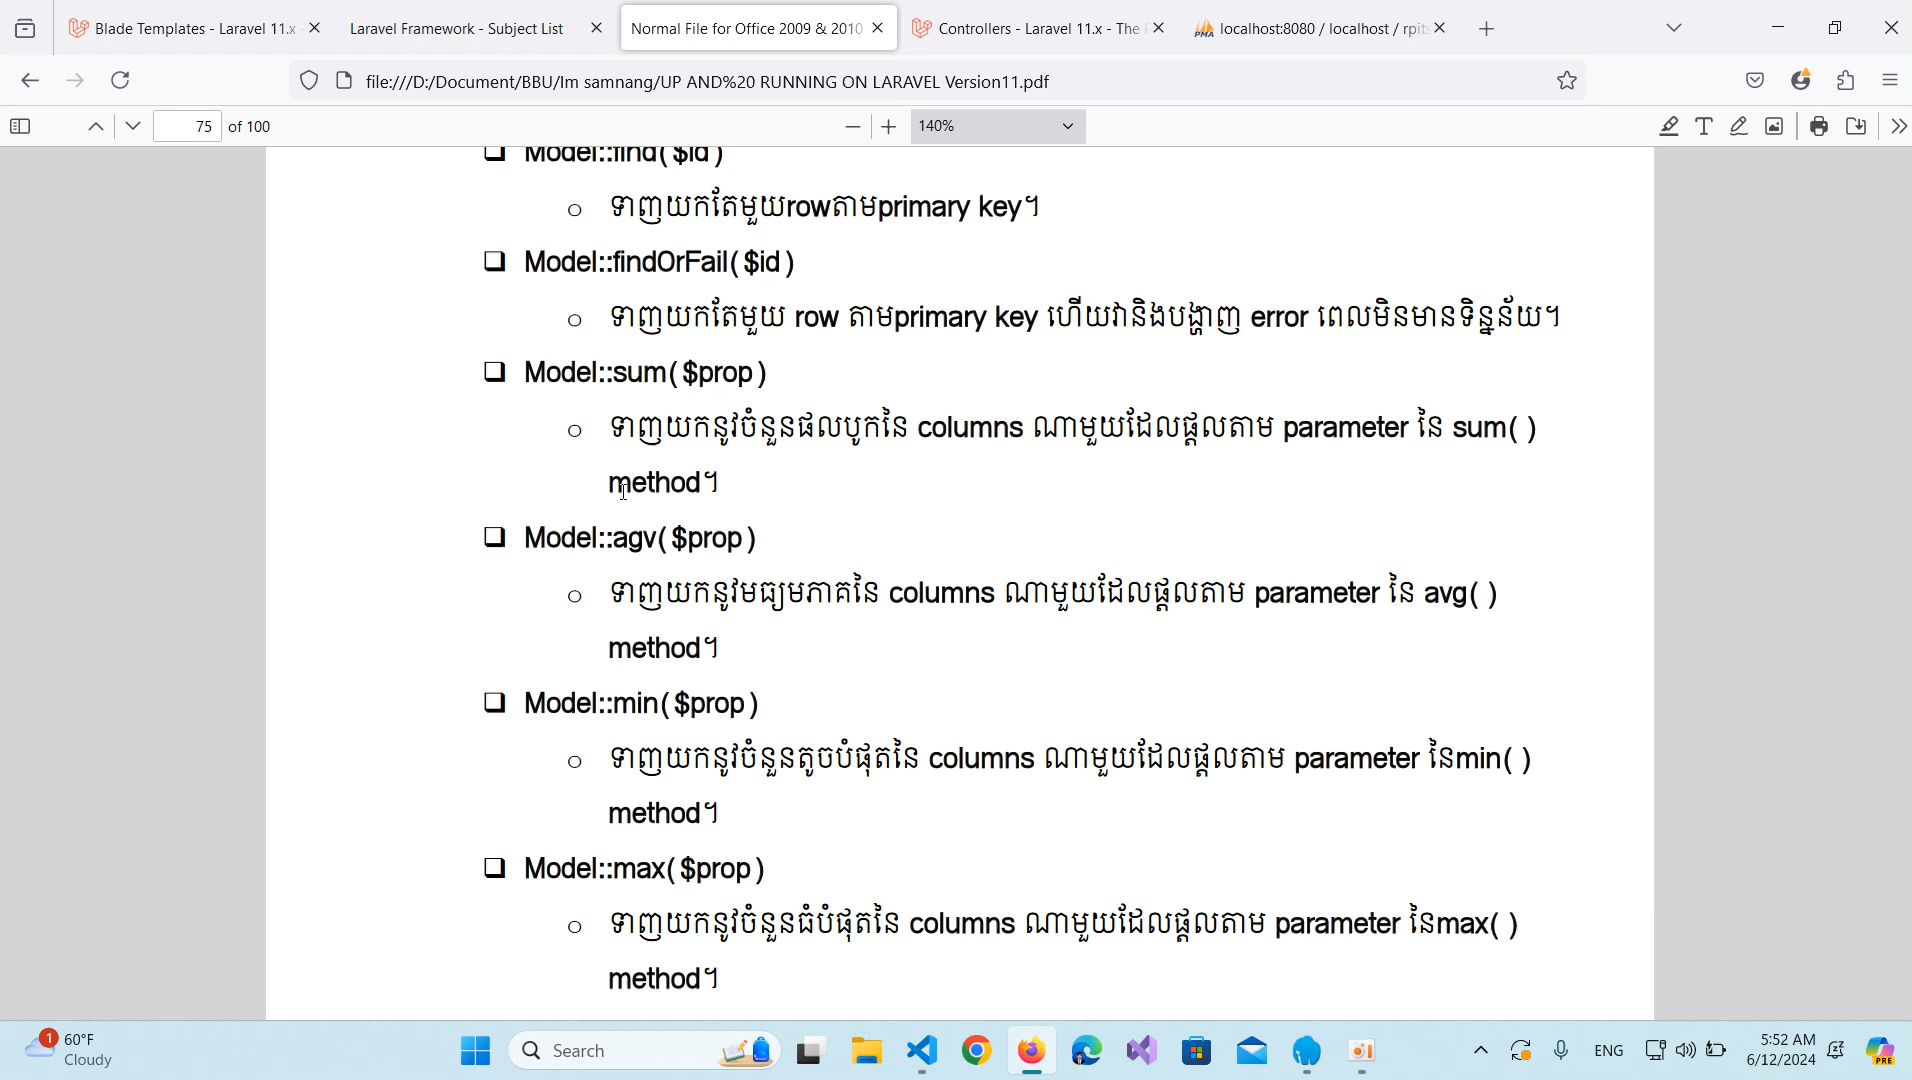 Blade Templates - Laravel 11.x -
Laravel Framework - Subject List
Normal File for Office 2009 & 2010
Controllers - Laravel 11.x - The
localhost:8080 / localhost / rpits
file:///D:/Document/BBU/Im samnang/UP AND%20 RUNNING ON LARAVEL Version11.pdf
75 of 100
140%
Model::find($id)
ទាញយកតែមួយrowតាមprimary key។
Model::findOrFail($id)
ទាញយកតែមួយ row តាមprimary key ហើយវានិងបង្ហាញ error ពេលមិនមានទិន្នន័យ។
Model::sum($prop)
ទាញយកនូវចំនួនផលបូកនៃ columns ណាមួយដែលផ្តលតាម parameter នៃ sum( )
method។
Model::agv($prop)
ទាញយកនូវមធ្យមភាគនៃ columns ណាមួយដែលផ្តលតាម parameter នៃ avg( )
method។
Model::min($prop)
ទាញយកនូវចំនួនតូចបំផុតនៃ columns ណាមួយដែលផ្តលតាម parameter នៃmin( )
method។
Model::max($prop)
ទាញយកនូវចំនួនធំបំផុតនៃ columns ណាមួយដែលផ្តលតាម parameter នៃmax( )
method។
1
60°F
Cloudy
Search
ENG
5:52 AM
6/12/2024
PRE